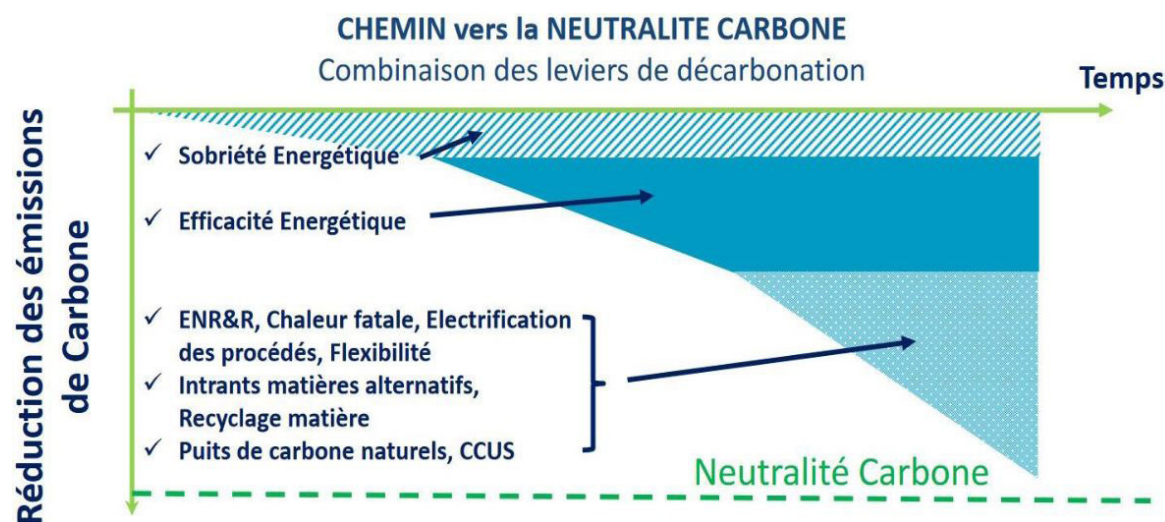 CHEMIN vers la NEUTRALITE CARBONE
Combinaison des leviers de décarbonation
Temps
Réduction des émissions
de Carbone
✓ Sobriété Energétique
✓ Efficacité Energétique
✓ ENR&R, Chaleur fatale, Electrification
des procédés, Flexibilité
✓ Intrants matières alternatifs,
Recyclage matière
✓ Puits de carbone naturels, CCUS
Neutralité Carbone